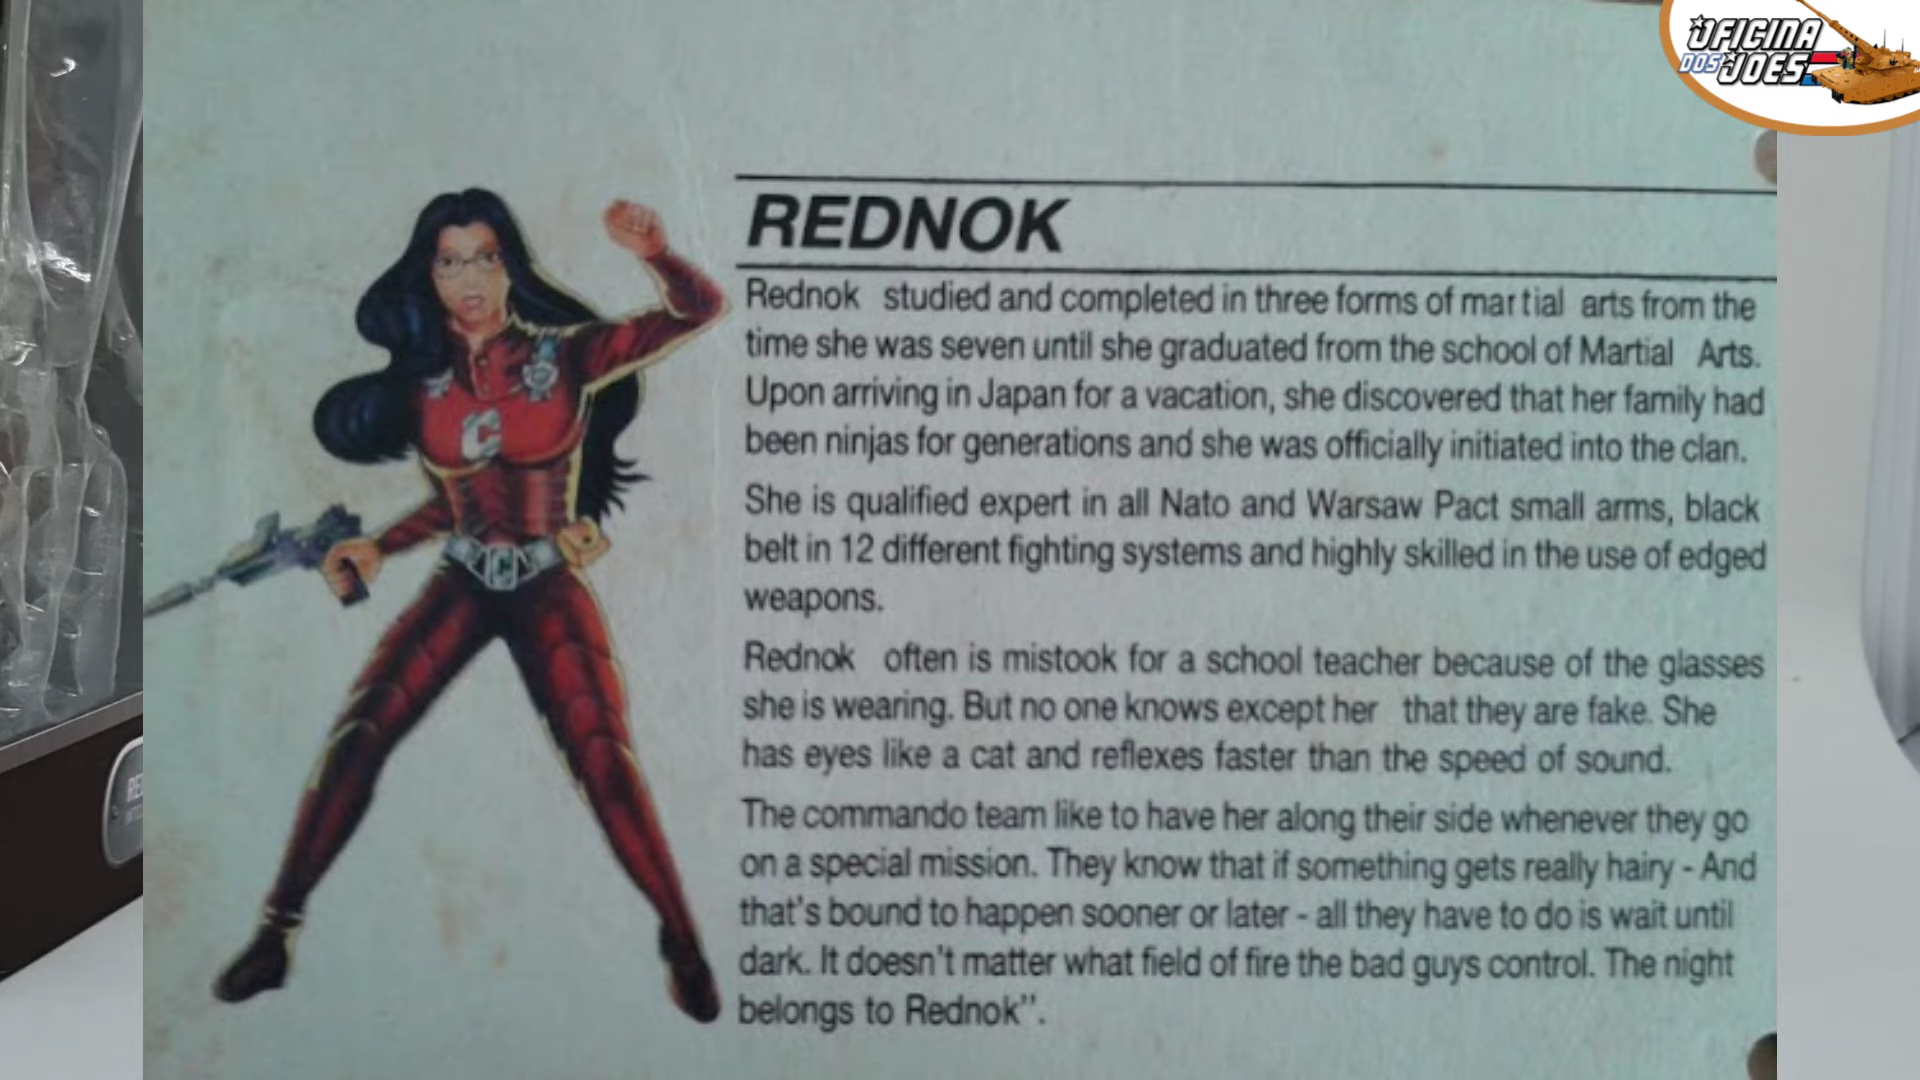 OFICINA
DOS JOES
REDNOK
Rednok studied and completed in three forms of martial arts from the
time she was seven until she graduated from the school of Martial Arts.
Upon arriving in Japan for a vacation, she discovered that her family had
been ninjas for generations and she was officially initiated into the clan.
She is qualified expert in all Nato and Warsaw Pact small arms, black
belt in 12 different fighting systems and highly skilled in the use of edged
weapons.
Rednok often is mistook for a school teacher because of the glasses
she is wearing. But no one knows except her that they are fake. She
has eyes like a cat and reflexes faster than the speed of sound.
The commando team like to have her along their side whenever they go
on a special mission. They know that if something gets really hairy - And
that's bound to happen sooner or later - all they have to do is wait until
dark. It doesn't matter what field of fire the bad guys control. The night
belongs to Rednok".
C
C